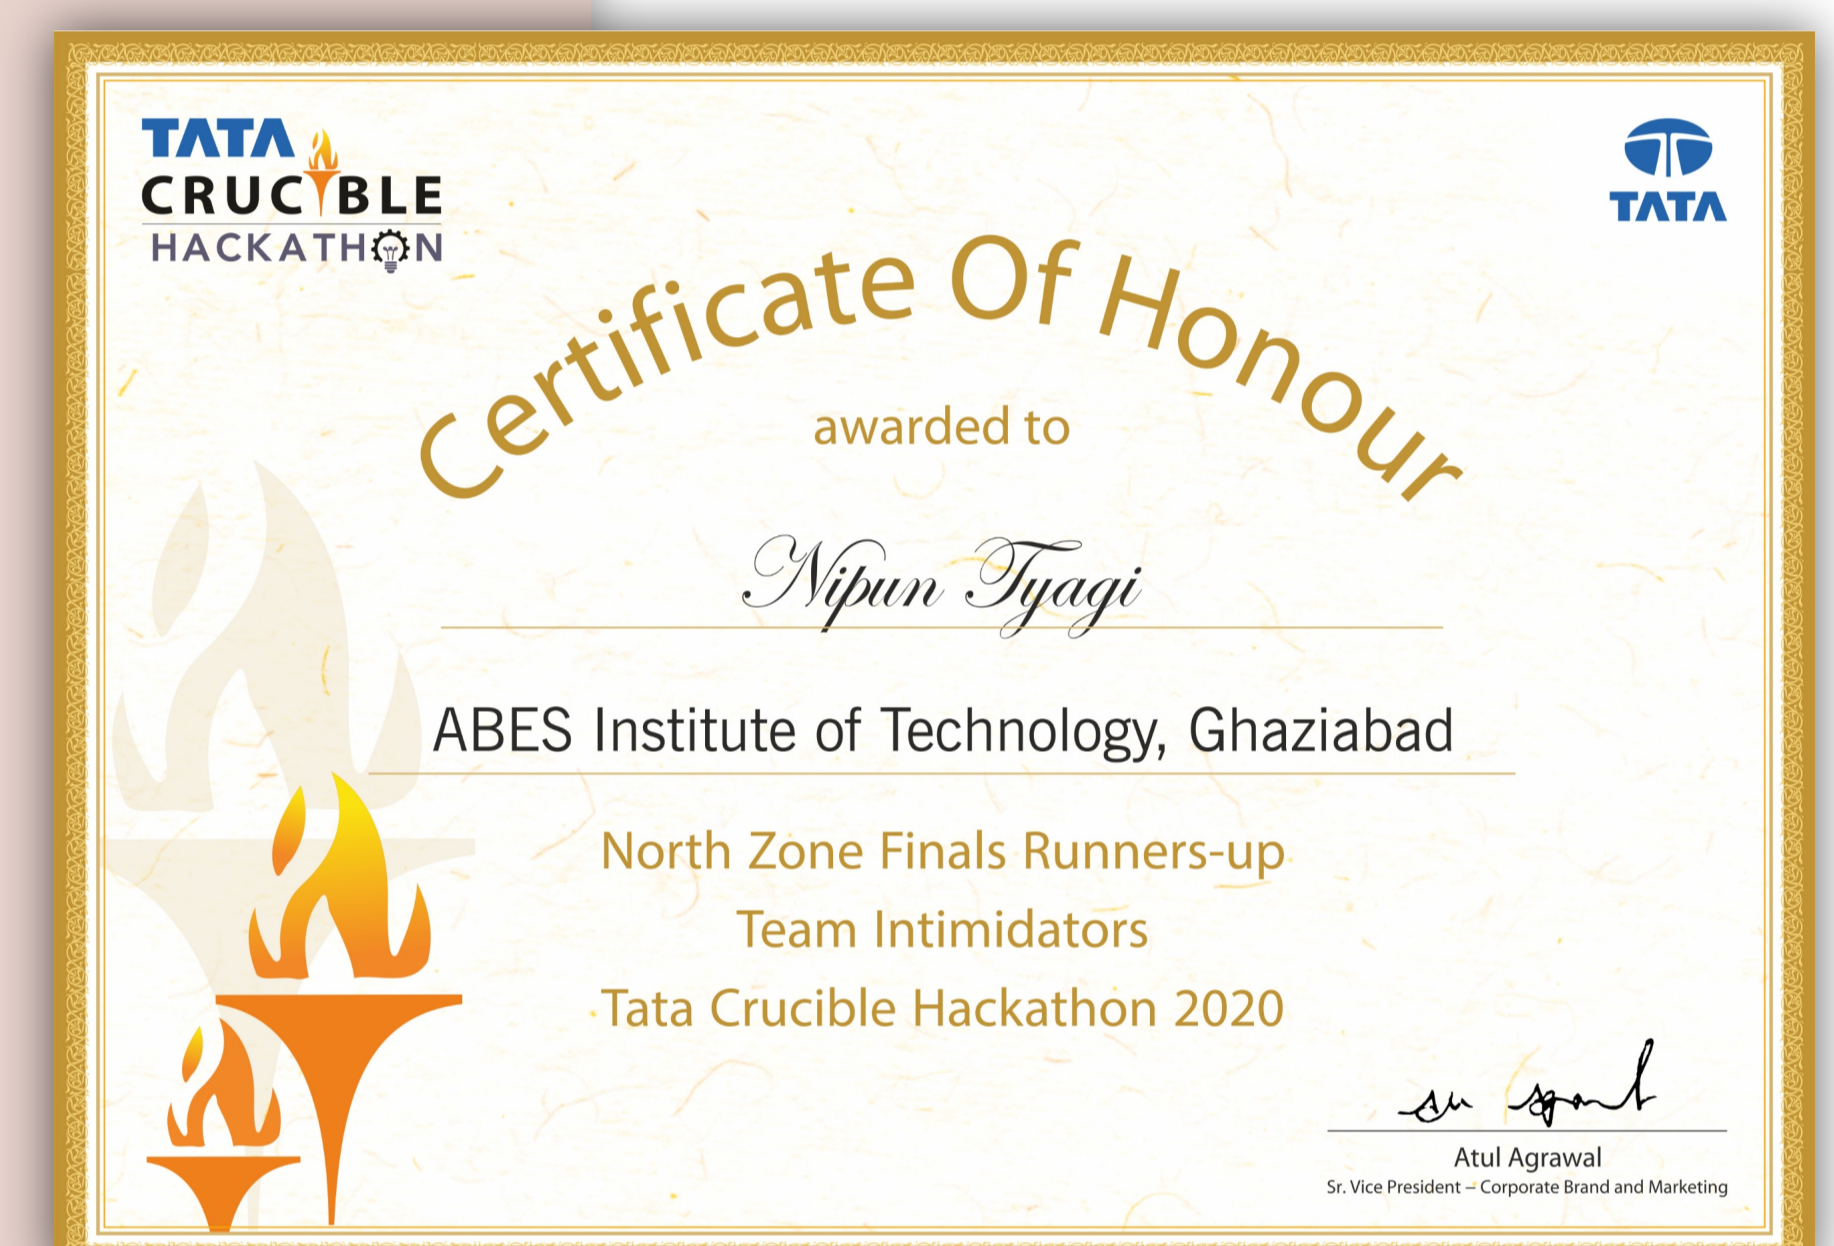 TATA
CRUCIBLE
HACKATHON
TATA
Certificate Of Honour
awarded to
Nipun Tyagi
ABES Institute of Technology, Ghaziabad
North Zone Finals Runners-up
Team Intimidators
Tata Crucible Hackathon 2020
Atul Agrawal
Sr. Vice President – Corporate Brand and Marketing